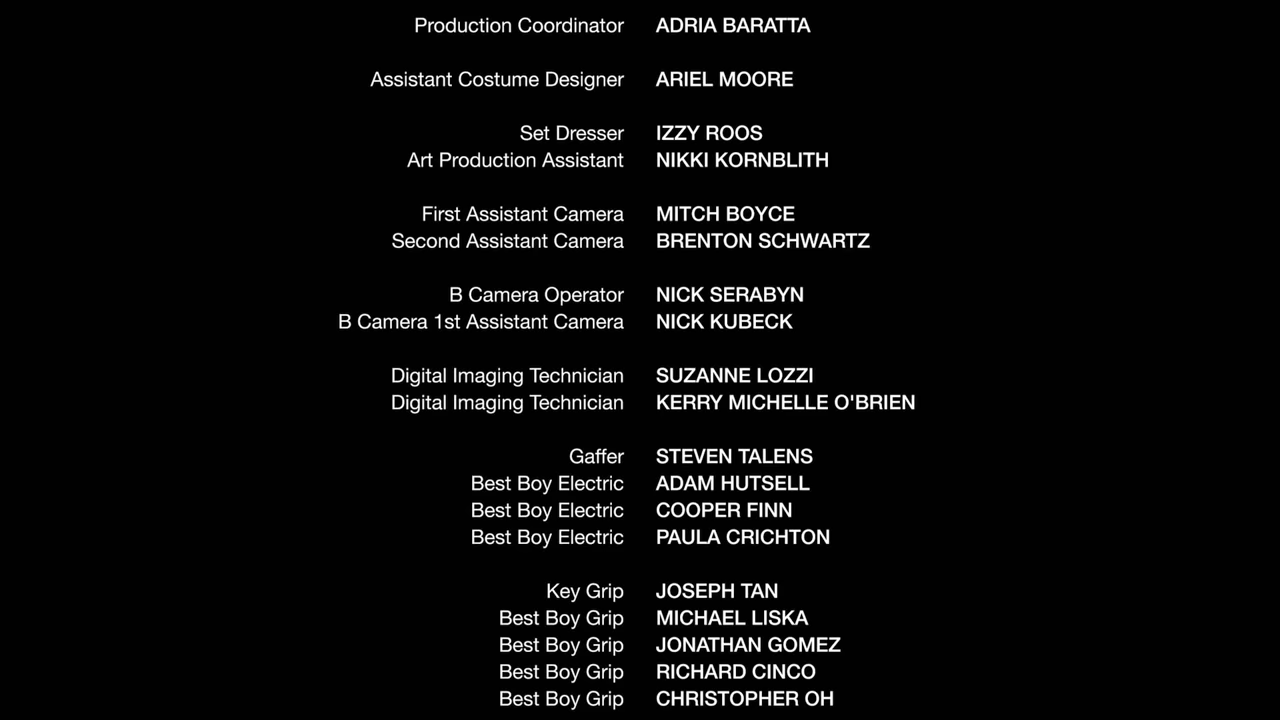 Production Coordinator ADRIA BARATTA
Assistant Costume Designer ARIEL MOORE
Set Dresser IZZY ROOS
Art Production Assistant NIKKI KORNBLITH
First Assistant Camera MITCH BOYCE
Second Assistant Camera BRENTON SCHWARTZ
B Camera Operator NICK SERABYN
B Camera 1st Assistant Camera NICK KUBECK
Digital Imaging Technician SUZANNE LOZZI
Digital Imaging Technician KERRY MICHELLE O'BRIEN
Gaffer STEVEN TALENS
Best Boy Electric ADAM HUTSELL
Best Boy Electric COOPER FINN
Best Boy Electric PAULA CRICHTON
Key Grip JOSEPH TAN
Best Boy Grip MICHAEL LISKA
Best Boy Grip JONATHAN GOMEZ
Best Boy Grip RICHARD CINCO
Best Boy Grip CHRISTOPHER OH